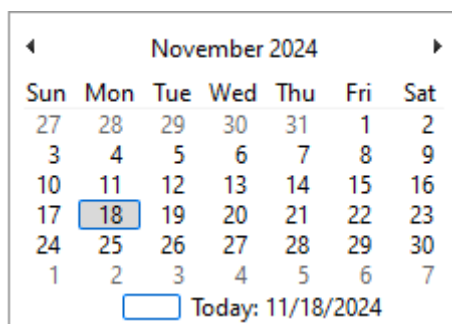 November 2024
Sun Mon Tue Wed Thu Fri Sat
27 28 29 30 31 1 2
3 4 5 6 7 8 9
10 11 12 13 14 15 16
17 18 19 20 21 22 23
24 25 26 27 28 29 30
1 2 3 4 5 6 7
Today: 11/18/2024